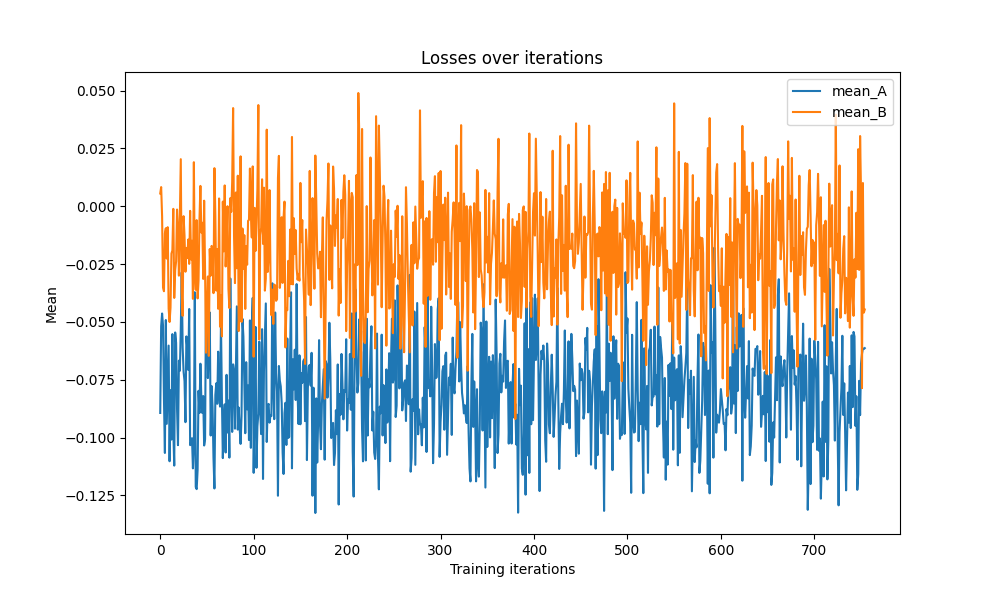 Losses over iterations
mean_A
mean_B
0.050
0.025
0.000
−0.025
−0.050
−0.075
−0.100
−0.125
Mean
0 100 200 300 400 500 600 700
Training iterations